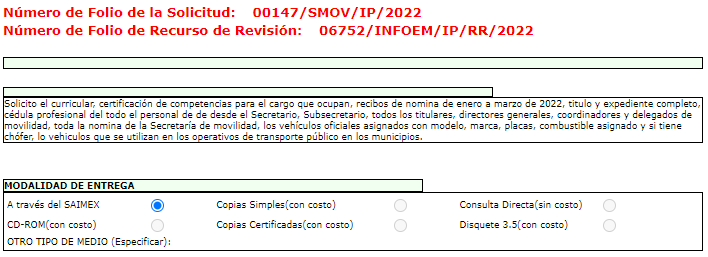 Número de Folio de la Solicitud: 00147/SMOV/IP/2022
Número de Folio de Recurso de Revisión: 06752/INFOEM/IP/RR/2022
Solicito el curricular, certificación de competencias para el cargo que ocupan, recibos de nomina de enero a marzo de 2022, titulo y expediente completo,
cédula profesional del todo el personal de de desde el Secretario, Subsecretario, todos los titulares, directores generales, coordinadores y delegados de
movilidad, toda la nomina de la Secretaría de movilidad, los vehículos oficiales asignados con modelo, marca, placas, combustible asignado y si tiene
chófer, lo vehiculos que se utilizan en los operativos de transporte público en los municipios.
MODALIDAD DE ENTREGA
A través del SAIMEX Copias Simples(con costo) Consulta Directa(sin costo)
CD-ROM(con costo) Copias Certificadas(con costo) Disquete 3.5(con costo)
OTRO TIPO DE MEDIO (Especificar):